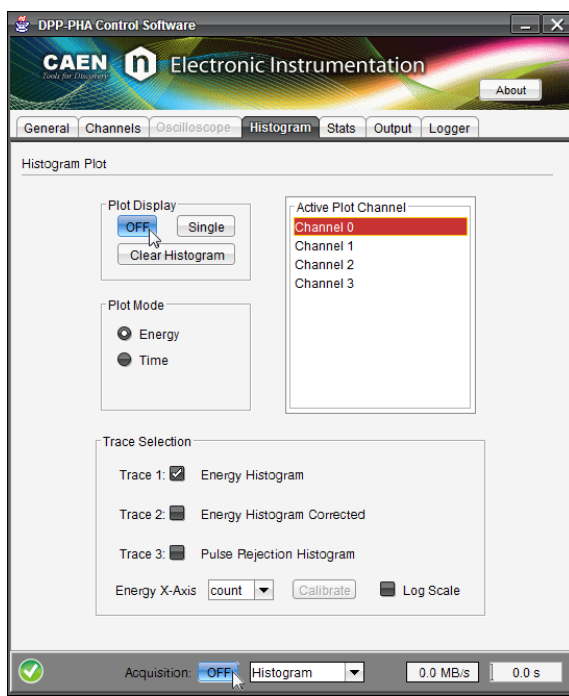 DPP-PHA Control Software
CAEN n Electronic Instrumentation
Tools for Discovery
About
General Channels Oscilloscope Histogram Stats Output Logger
Histogram Plot
Plot Display
OFF Single
Clear Histogram
Active Plot Channel
Channel 0
Channel 1
Channel 2
Channel 3
Plot Mode
Energy
Time
Trace Selection
Trace 1: Energy Histogram
Trace 2: Energy Histogram Corrected
Trace 3: Pulse Rejection Histogram
Energy X-Axis count Calibrate Log Scale
Acquisition: OFF Histogram 0.0 MB/s 0.0 s